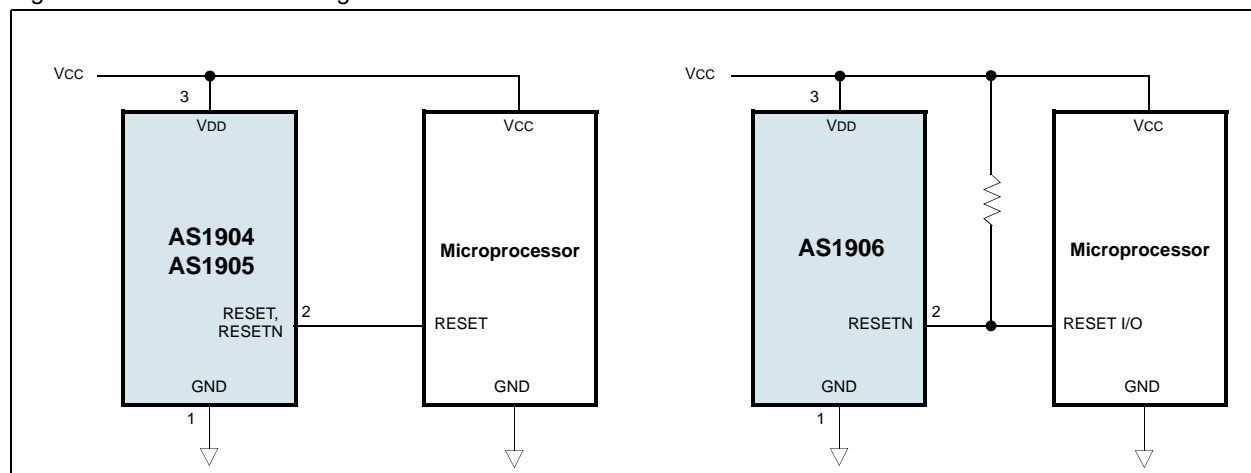 Vcc
3
VDD
Vcc
AS1904
AS1905
Microprocessor
RESET,
RESETN
2
RESET
GND
GND
1
Vcc
3
VDD
Vcc
AS1906
Microprocessor
RESETN
2
RESET I/O
GND
GND
1